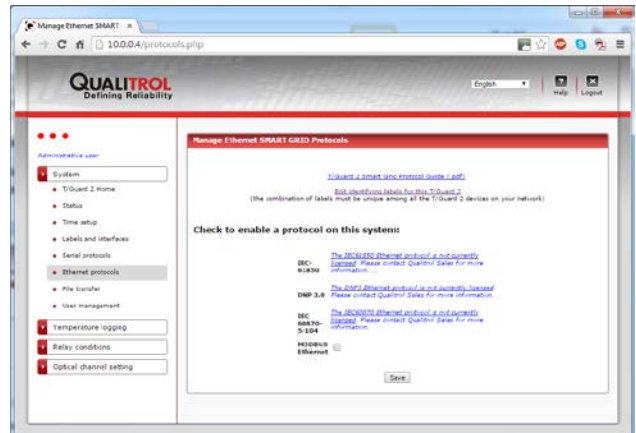 Manage Ethernet SMART
10.0.0.4/protocols.php
QUALITROL
Defining Reliability
English
Help
Logout
Administrative user
System
T/Guard 2 Home
Status
Time setup
Labels and interfaces
Serial protocols
Ethernet protocols
File transfer
User management
Temperature logging
Relay conditions
Optical channel setting
Manage Ethernet SMART GRID Protocols
T/Guard 2 Smart Grid Protocol Guide (.pdf)
Edit identifying labels for this T/Guard 2
(the combination of labels must be unique among all the T/Guard 2 devices on your network)
Check to enable a protocol on this system:
IEC-
61850
The IEC61850 Ethernet protocol is not currently
licensed. Please contact Qualitrol Sales for more
information.
DNP 3.0
The DNP3 Ethernet protocol is not currently licensed.
Please contact Qualitrol Sales for more information.
IEC
60870-
5-104
The IEC60870 Ethernet protocol is not currently
licensed. Please contact Qualitrol Sales for more
information.
MODBUS
Ethernet
Save